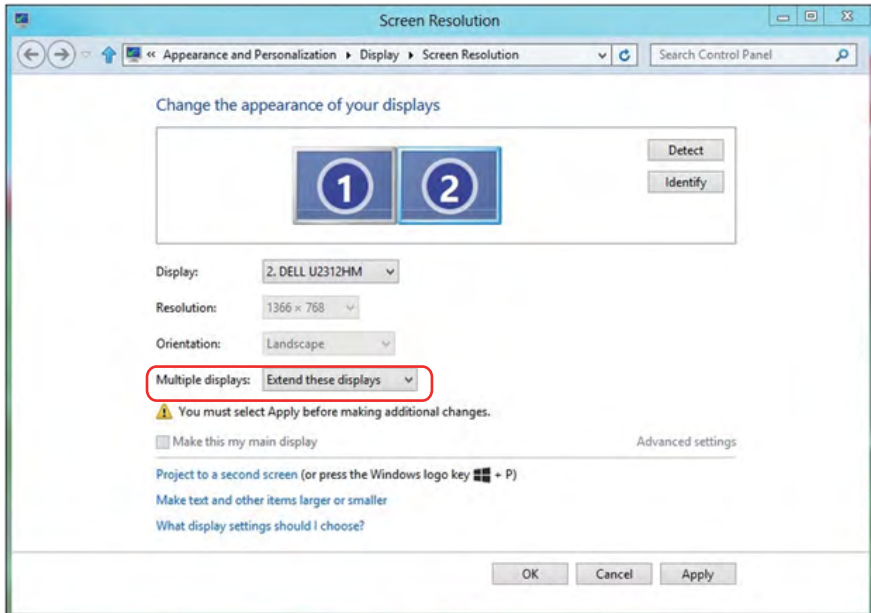 Screen Resolution
« Appearance and Personalization ▸ Display ▸ Screen Resolution
Search Control Panel
Change the appearance of your displays
1 2
Detect
Identify
Display: 2. DELL U2312HM
Resolution: 1366 × 768
Orientation: Landscape
Multiple displays: Extend these displays
You must select Apply before making additional changes.
Make this my main display
Advanced settings
Project to a second screen (or press the Windows logo key + P)
Make text and other items larger or smaller
What display settings should I choose?
OK Cancel Apply